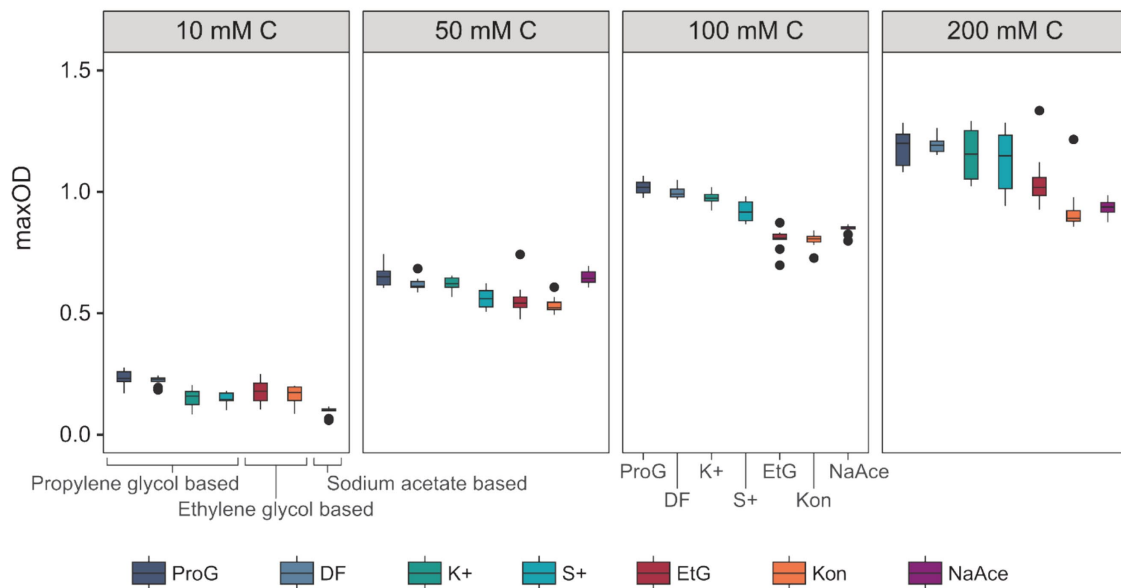 10 mM C
50 mM C
100 mM C
200 mM C
maxOD
1.5
1.0
0.5
0.0
Propylene glycol based
Sodium acetate based
Ethylene glycol based
ProG K+ EtG NaAce
DF S+ Kon
ProG DF K+ S+ EtG Kon NaAce